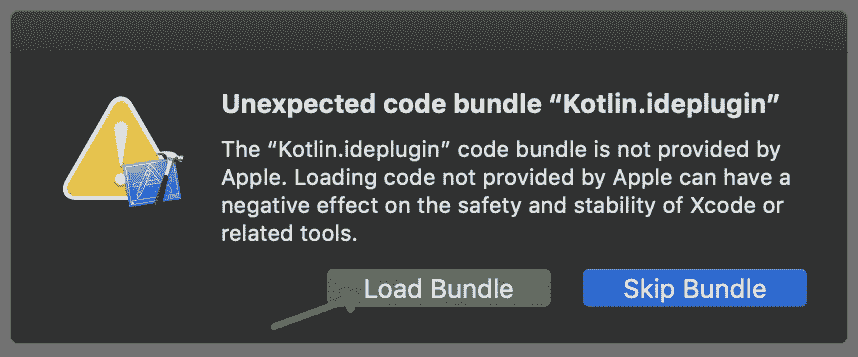 Unexpected code bundle “Kotlin.ideplugin”
The “Kotlin.ideplugin” code bundle is not provided by
Apple. Loading code not provided by Apple can have a
negative effect on the safety and stability of Xcode or
related tools.
Load Bundle Skip Bundle